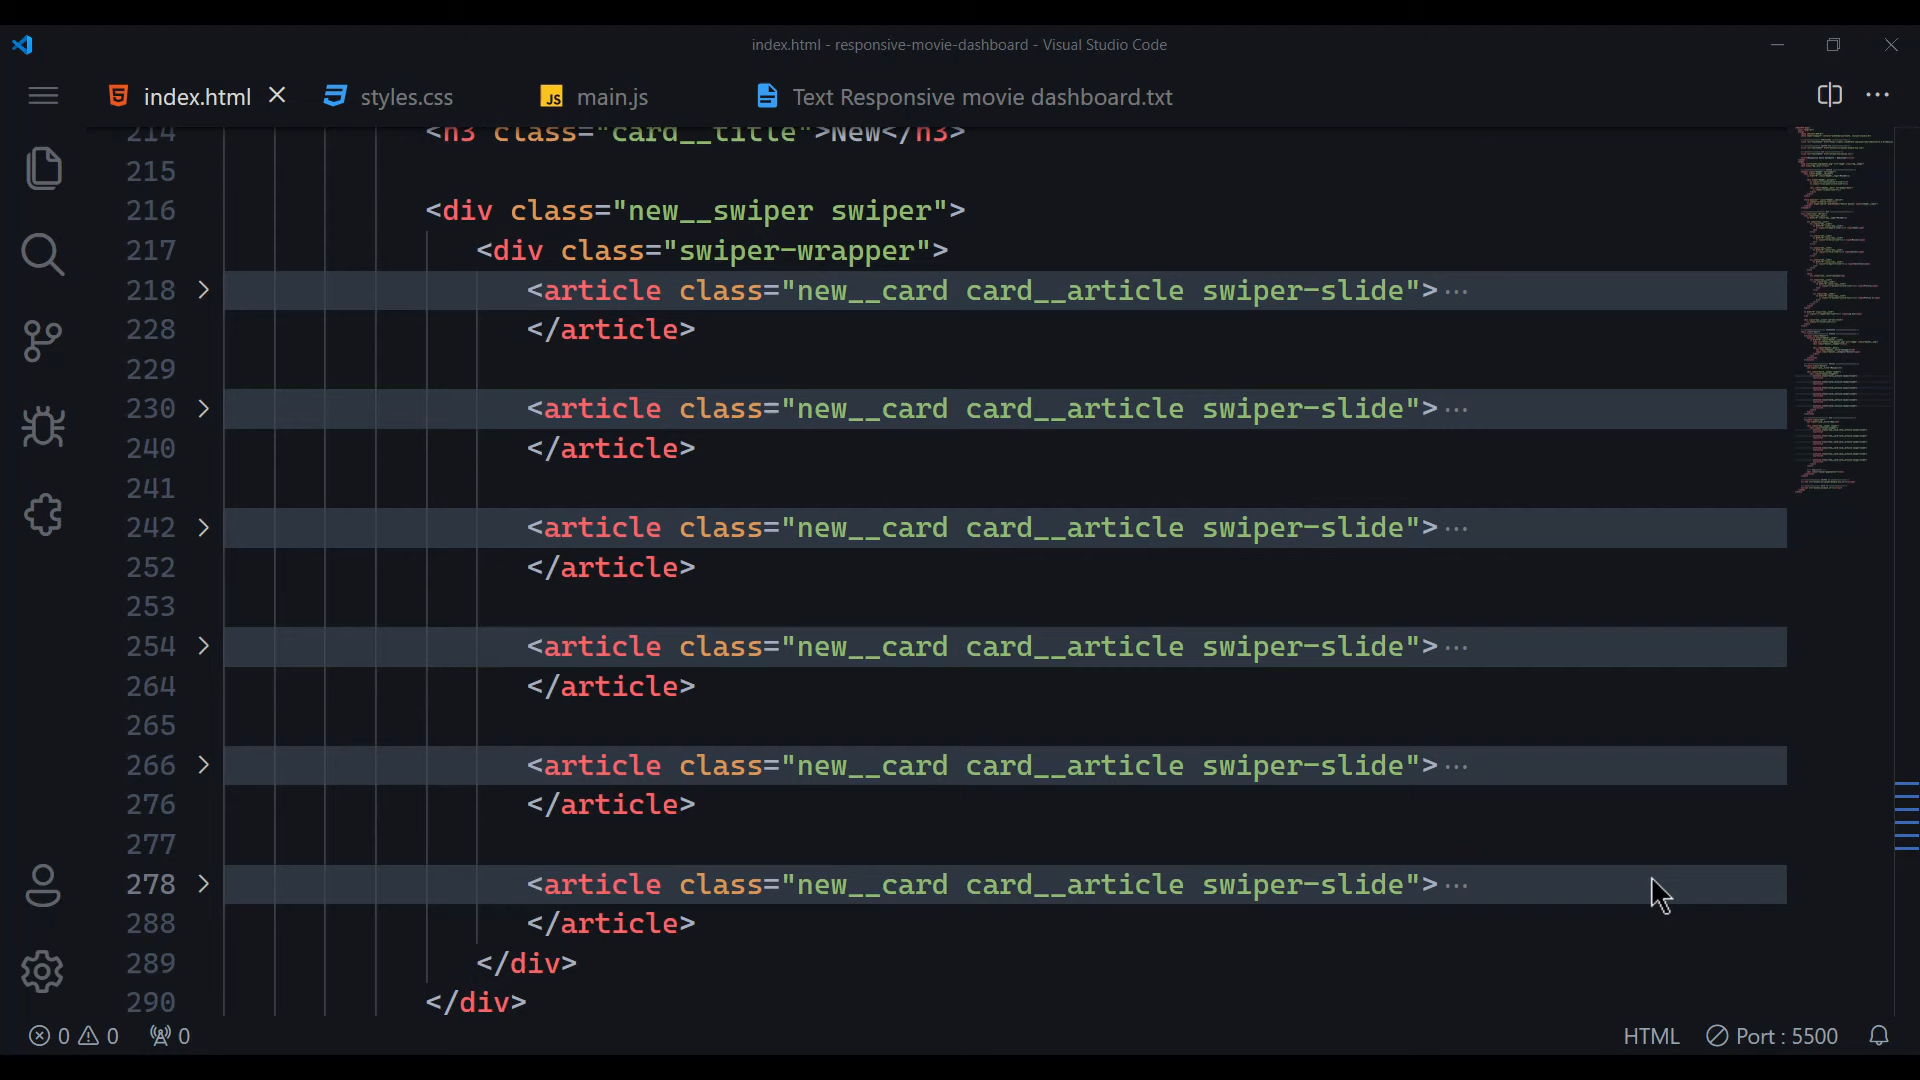 index.html - responsive-movie-dashboard - Visual Studio Code
index.html
styles.css
JS main.js
Text Responsive movie dashboard.txt
214 <h3 class="card__title">New</h3>
215
216 <div class="new__swiper swiper">
217 <div class="swiper-wrapper">
218 <article class="new__card card__article swiper-slide">···
228 </article>
229
230 <article class="new__card card__article swiper-slide">···
240 </article>
241
242 <article class="new__card card__article swiper-slide">···
252 </article>
253
254 <article class="new__card card__article swiper-slide">···
264 </article>
265
266 <article class="new__card card__article swiper-slide">···
276 </article>
277
278 <article class="new__card card__article swiper-slide">···
288 </article>
289 </div>
290 </div>
0 0 0
HTML Port : 5500